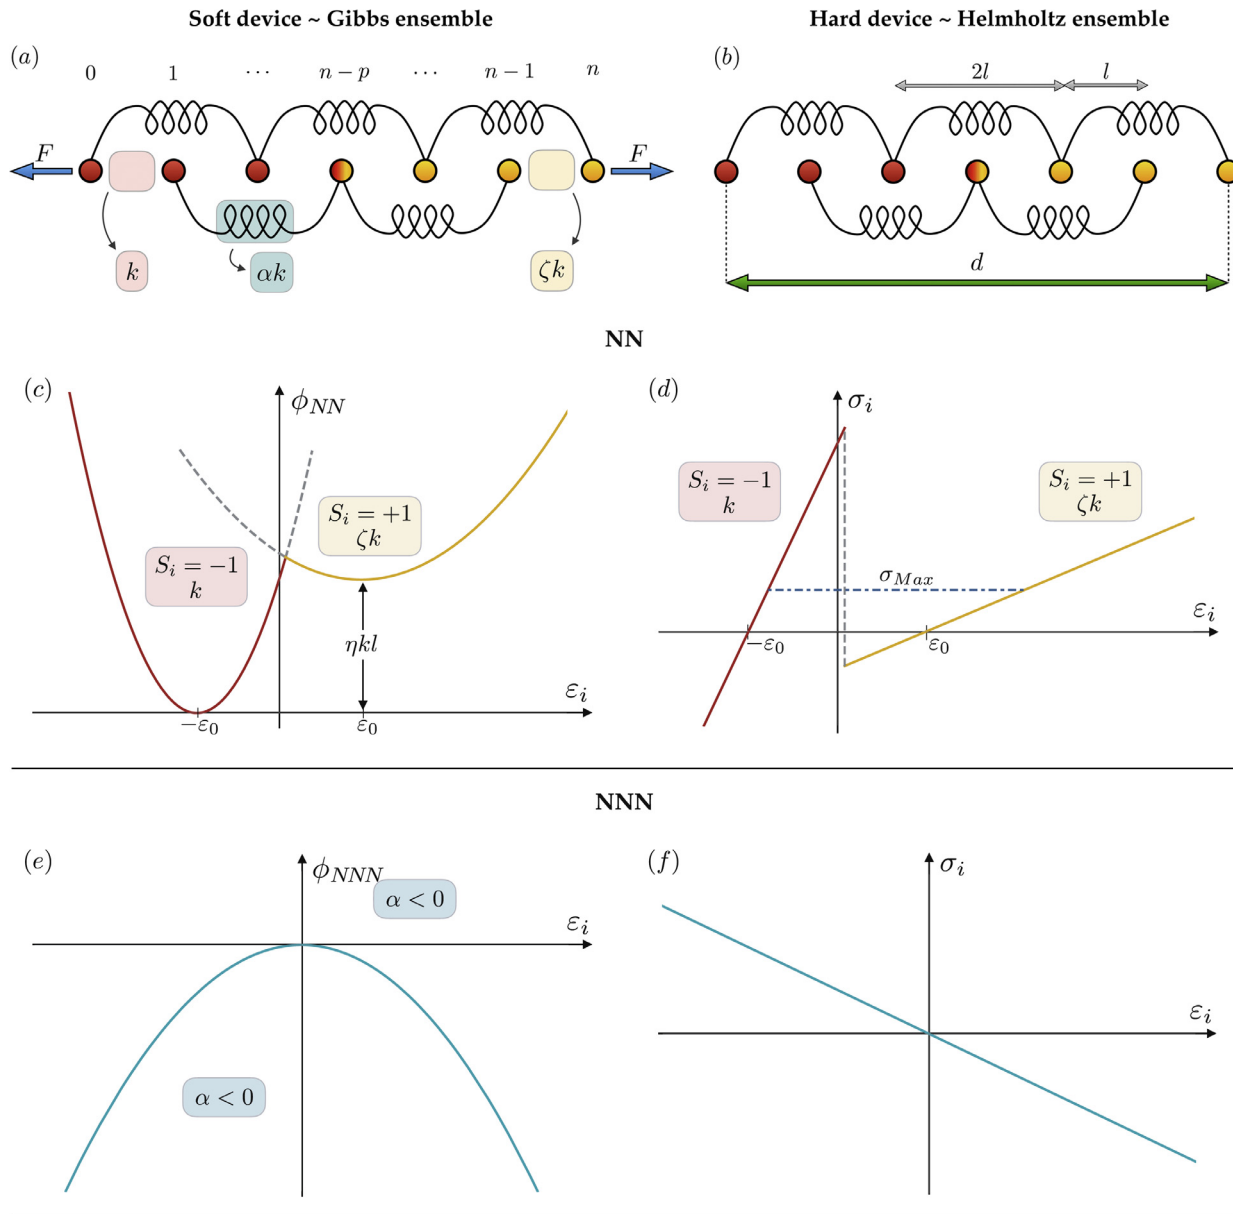 Soft device ~ Gibbs ensemble
Hard device ~ Helmholtz ensemble
(a)
0 1 ⋯ n − p ⋯ n − 1 n
F
F
k
αk
ζk
(b)
2l
l
d
NN
(c)
ϕ_NN
S_i = +1
ζk
S_i = −1
k
ηkl
ε_i
−ε_0
ε_0
(d)
σ_i
S_i = −1
k
S_i = +1
ζk
σ_Max
ε_i
−ε_0
ε_0
NNN
(e)
ϕ_NNN
α < 0
ε_i
α < 0
(f)
σ_i
ε_i